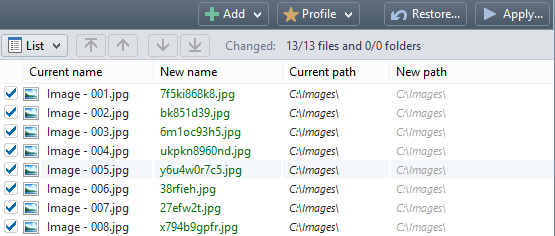 Add Profile Restore... Apply...
List Changed: 13/13 files and 0/0 folders
Current name New name Current path New path
Image - 001.jpg 7f5ki868k8.jpg C:\Images\ C:\Images\
Image - 002.jpg bk851d39.jpg C:\Images\ C:\Images\
Image - 003.jpg 6m1oc93h5.jpg C:\Images\ C:\Images\
Image - 004.jpg ukpkn8960nd.jpg C:\Images\ C:\Images\
Image - 005.jpg y6u4w0r7c5.jpg C:\Images\ C:\Images\
Image - 006.jpg 38rfieh.jpg C:\Images\ C:\Images\
Image - 007.jpg 27efw2t.jpg C:\Images\ C:\Images\
Image - 008.jpg x794b9gpfr.jpg C:\Images\ C:\Images\